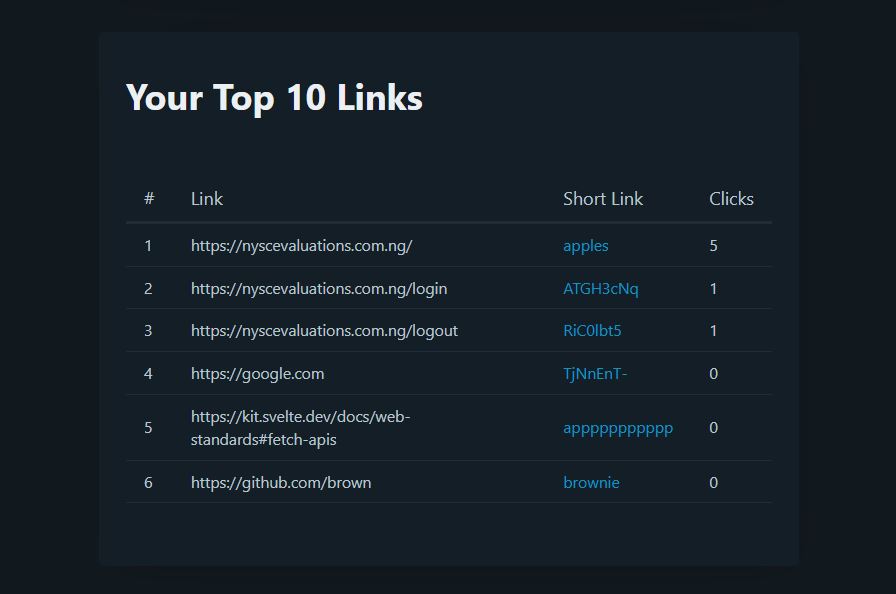 Your Top 10 Links
# Link Short Link Clicks
1 https://nyscevaluations.com.ng/ apples 5
2 https://nyscevaluations.com.ng/login ATGH3cNq 1
3 https://nyscevaluations.com.ng/logout RiC0lbt5 1
4 https://google.com TjNnEnT- 0
5 https://kit.svelte.dev/docs/web-
standards#fetch-apis apppppppppp 0
6 https://github.com/brown brownie 0